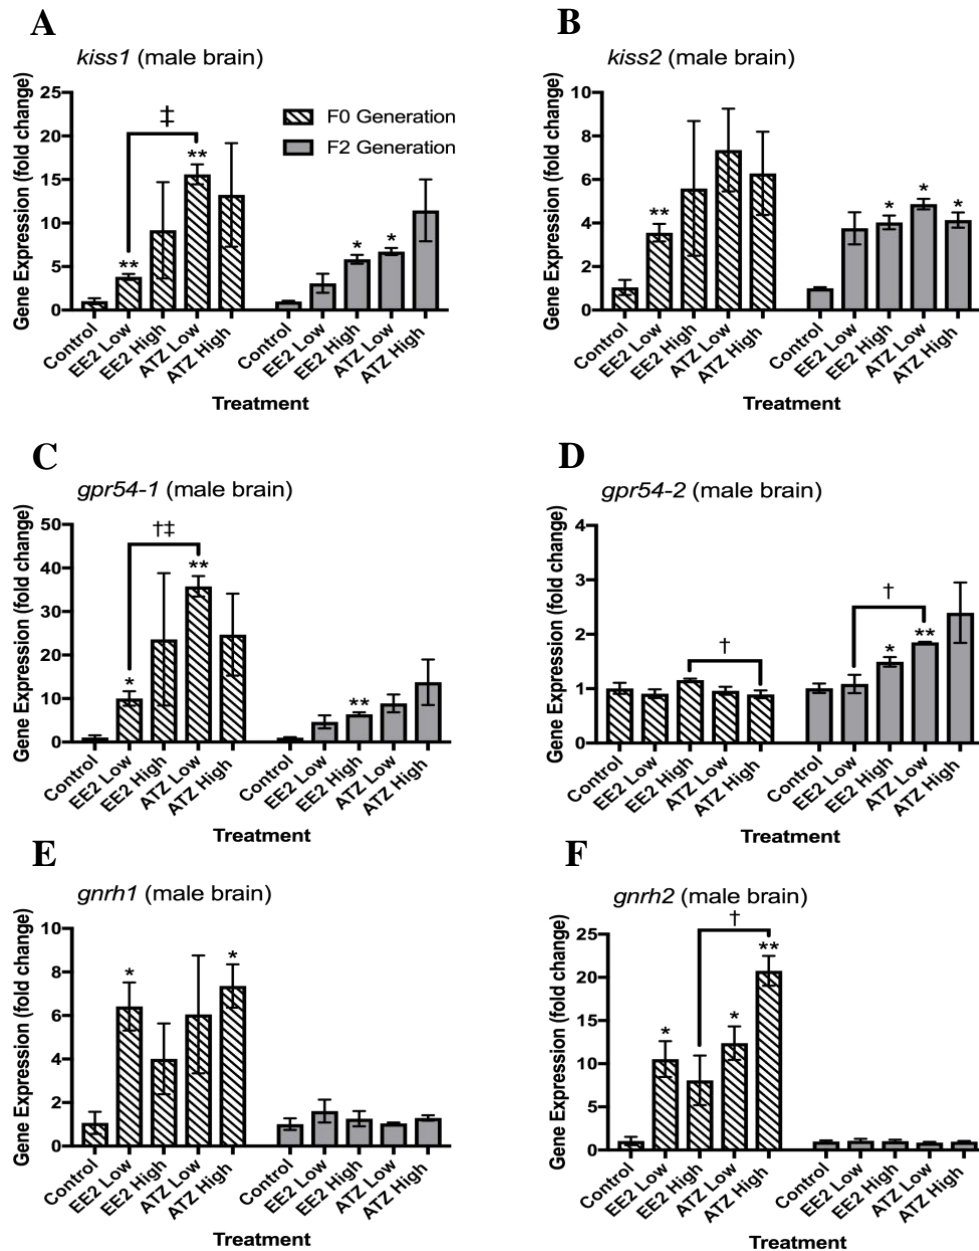 A
kiss1 (male brain)
Gene Expression (fold change)
25
20
15
10
5
0
‡
**
**
*
*
F0 Generation
F2 Generation
Control
EE2 Low
EE2 High
ATZ Low
ATZ High
Control
EE2 Low
EE2 High
ATZ Low
ATZ High
Treatment
B
kiss2 (male brain)
Gene Expression (fold change)
10
8
6
4
2
0
**
*
*
*
Control
EE2 Low
EE2 High
ATZ Low
ATZ High
Control
EE2 Low
EE2 High
ATZ Low
ATZ High
Treatment
C
gpr54-1 (male brain)
Gene Expression (fold change)
50
40
30
20
10
0
†‡
*
**
**
Control
EE2 Low
EE2 High
ATZ Low
ATZ High
Control
EE2 Low
EE2 High
ATZ Low
ATZ High
Treatment
D
gpr54-2 (male brain)
Gene Expression (fold change)
4
3
2
1
0
†
†
*
**
Control
EE2 Low
EE2 High
ATZ Low
ATZ High
Control
EE2 Low
EE2 High
ATZ Low
ATZ High
Treatment
E
gnrh1 (male brain)
Gene Expression (fold change)
10
8
6
4
2
0
*
*
Control
EE2 Low
EE2 High
ATZ Low
ATZ High
Control
EE2 Low
EE2 High
ATZ Low
ATZ High
Treatment
F
gnrh2 (male brain)
Gene Expression (fold change)
25
20
15
10
5
0
†
*
*
**
Control
EE2 Low
EE2 High
ATZ Low
ATZ High
Control
EE2 Low
EE2 High
ATZ Low
ATZ High
Treatment